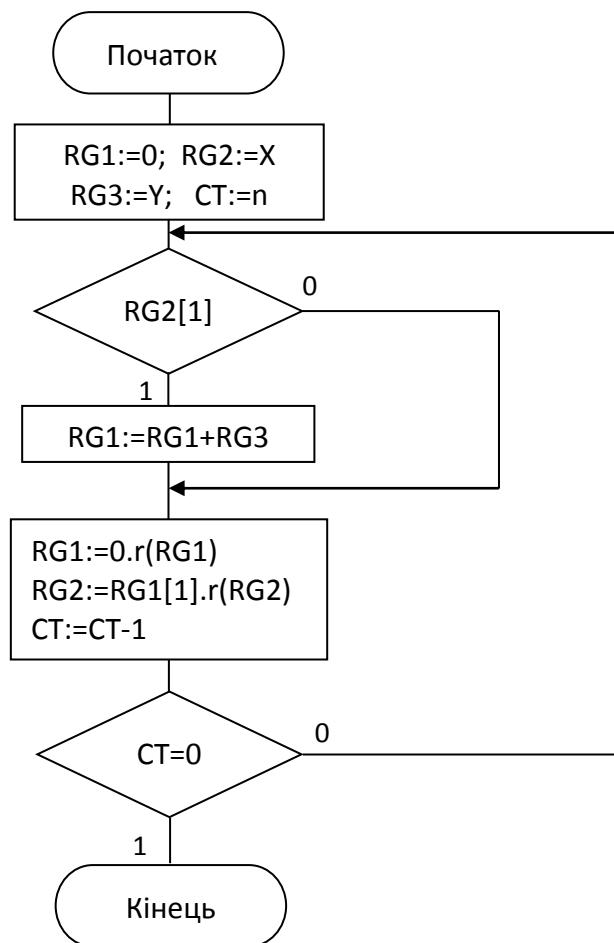 Початок
RG1:=0; RG2:=X
RG3:=Y; CT:=n
RG2[1]
0
1
RG1:=RG1+RG3
RG1:=0.r(RG1)
RG2:=RG1[1].r(RG2)
CT:=CT-1
CT=0
0
1
Кінець